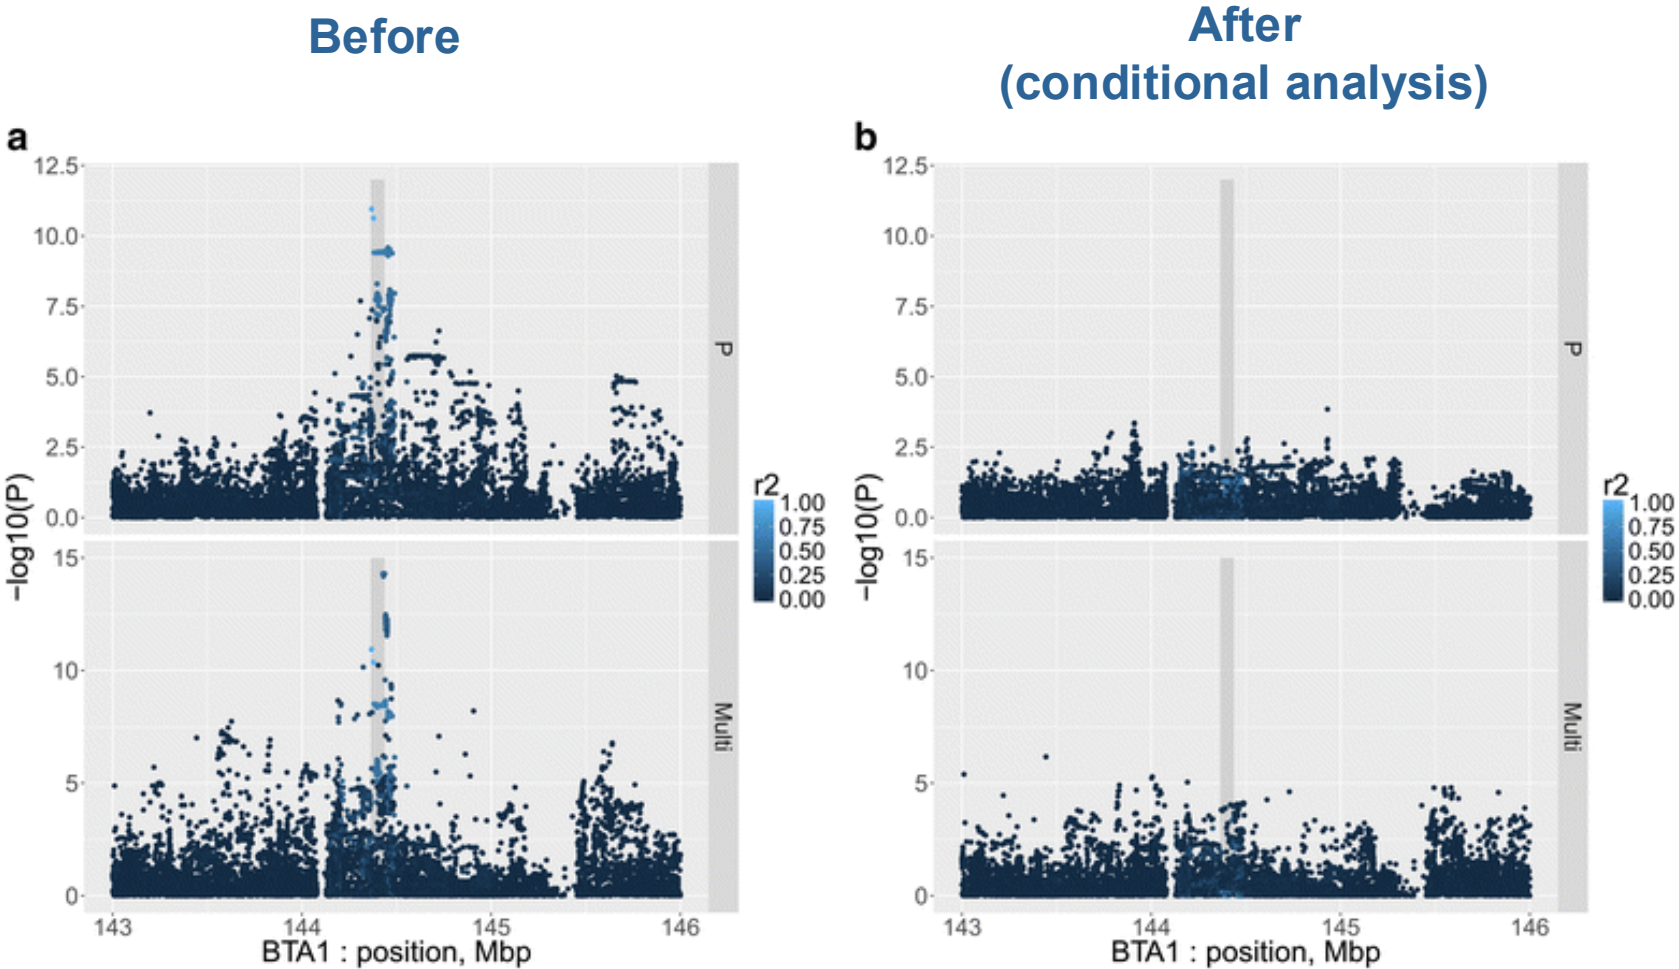 Before
After
(conditional analysis)
a
12.5
10.0
7.5
5.0
2.5
0.0
P
15
10
5
0
Multi
−log10(P)
143 144 145 146
BTA1 : position, Mbp
r2
1.00
0.75
0.50
0.25
0.00
b
12.5
10.0
7.5
5.0
2.5
0.0
P
15
10
5
0
Multi
−log10(P)
143 144 145 146
BTA1 : position, Mbp
r2
1.00
0.75
0.50
0.25
0.00